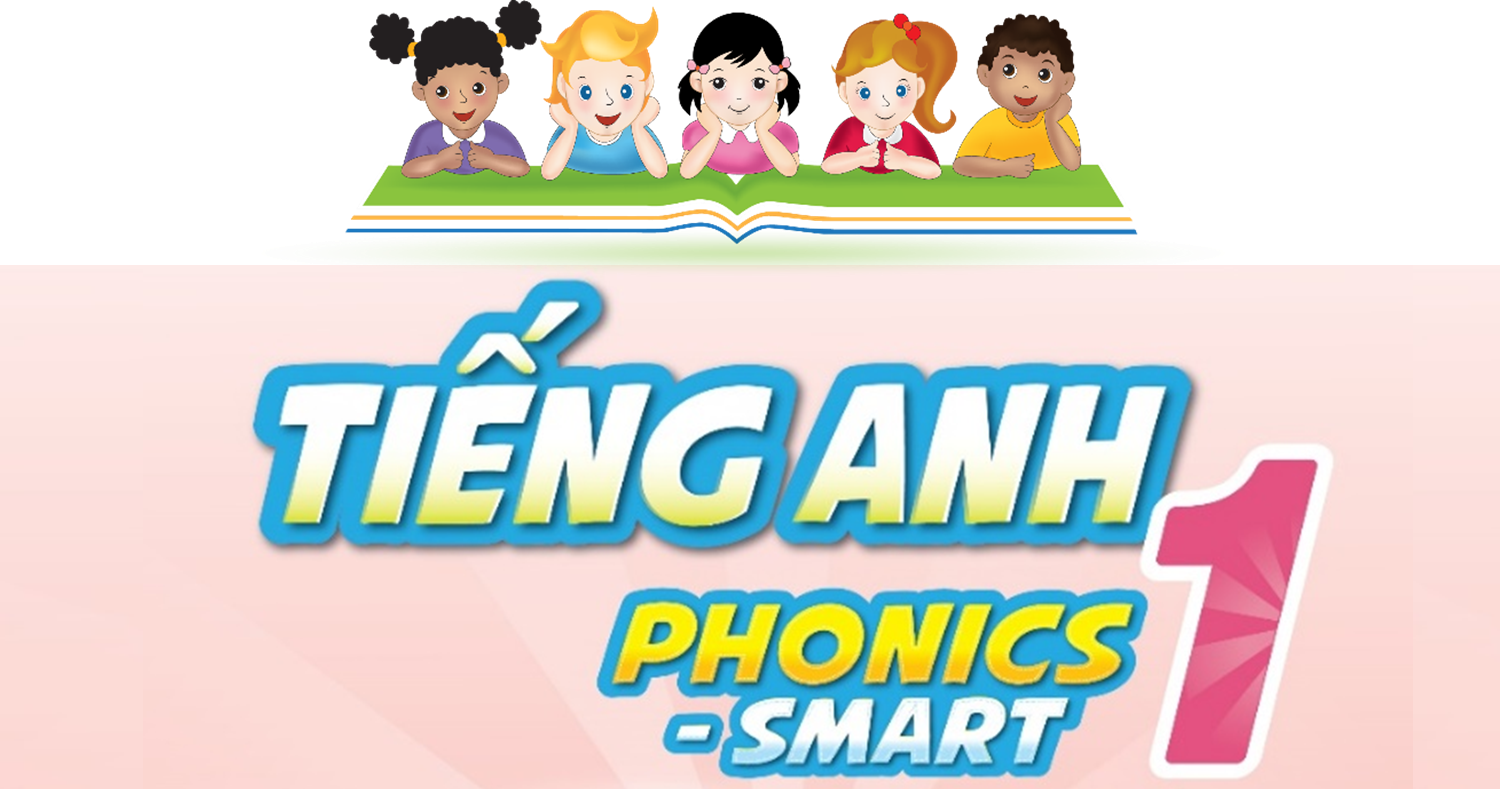 TIẾNG ANH 1
PHONICS
- SMART